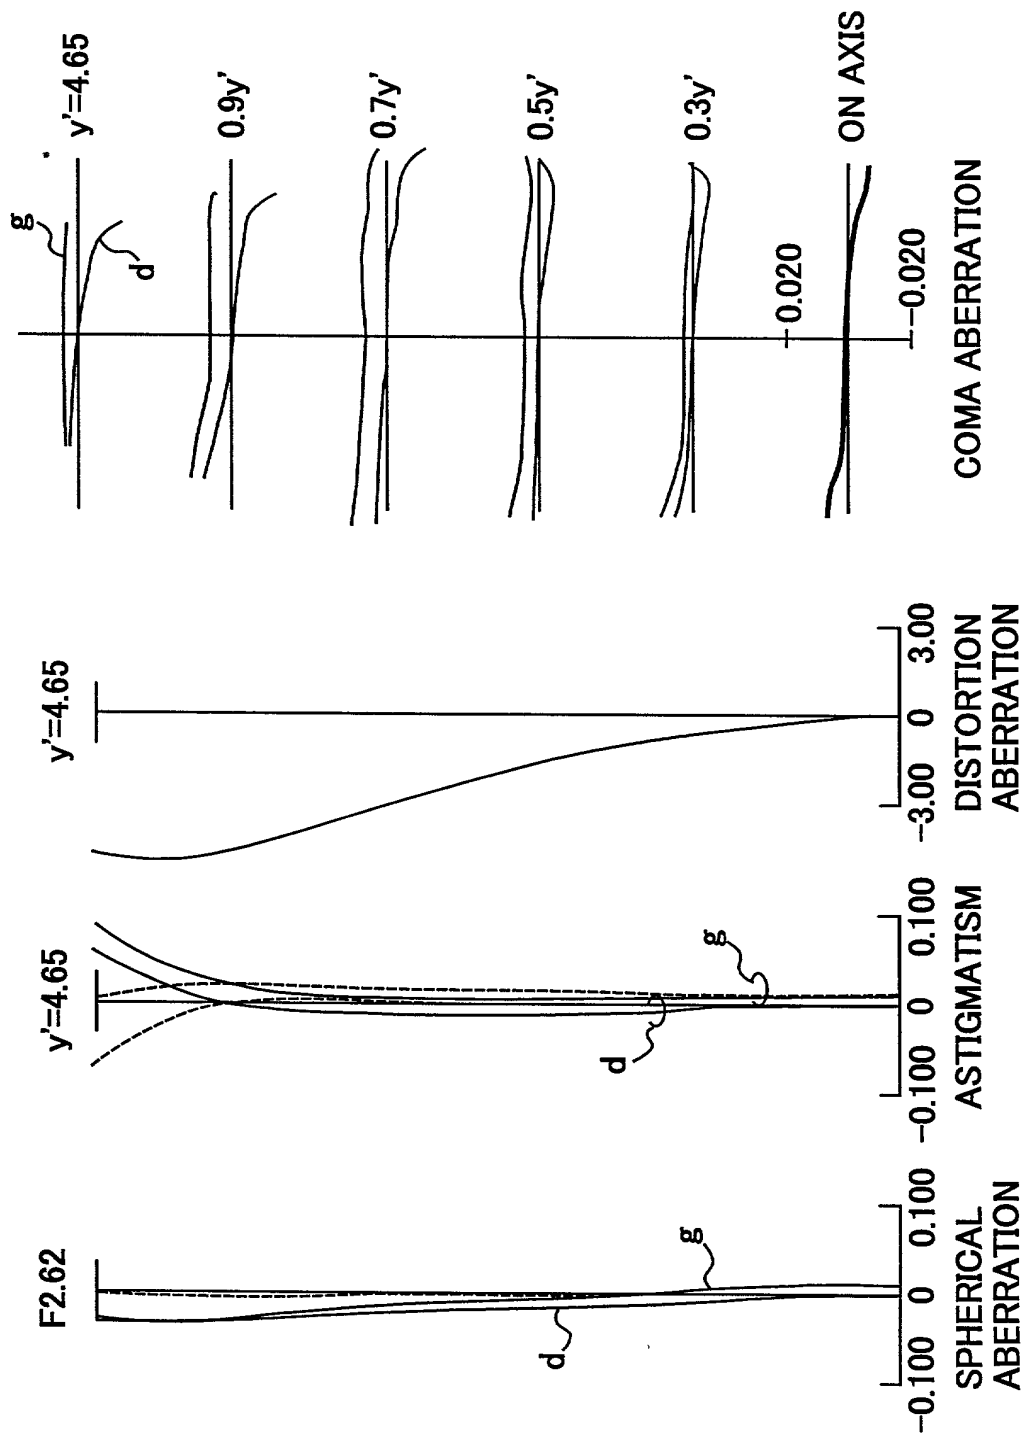 F2.62
g
d
-0.100
0
0.100
SPHERICAL
ABERRATION
y'=4.65
g
d
-0.100
0
0.100
ASTIGMATISM
y'=4.65
-3.00
0
3.00
DISTORTION
ABERRATION
g
d
y'=4.65
0.9y'
0.7y'
0.5y'
0.3y'
0.020
ON AXIS
-0.020
COMA ABERRATION